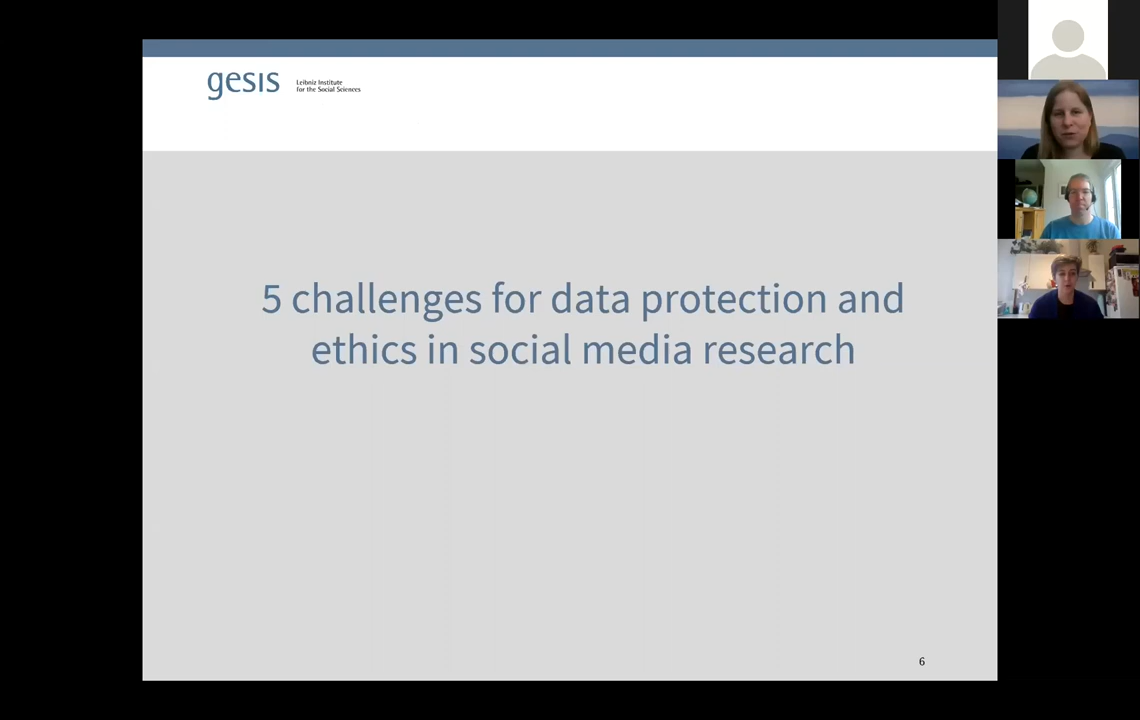 gesis
Leibniz Institute
for the Social Sciences
5 challenges for data protection and
ethics in social media research
6